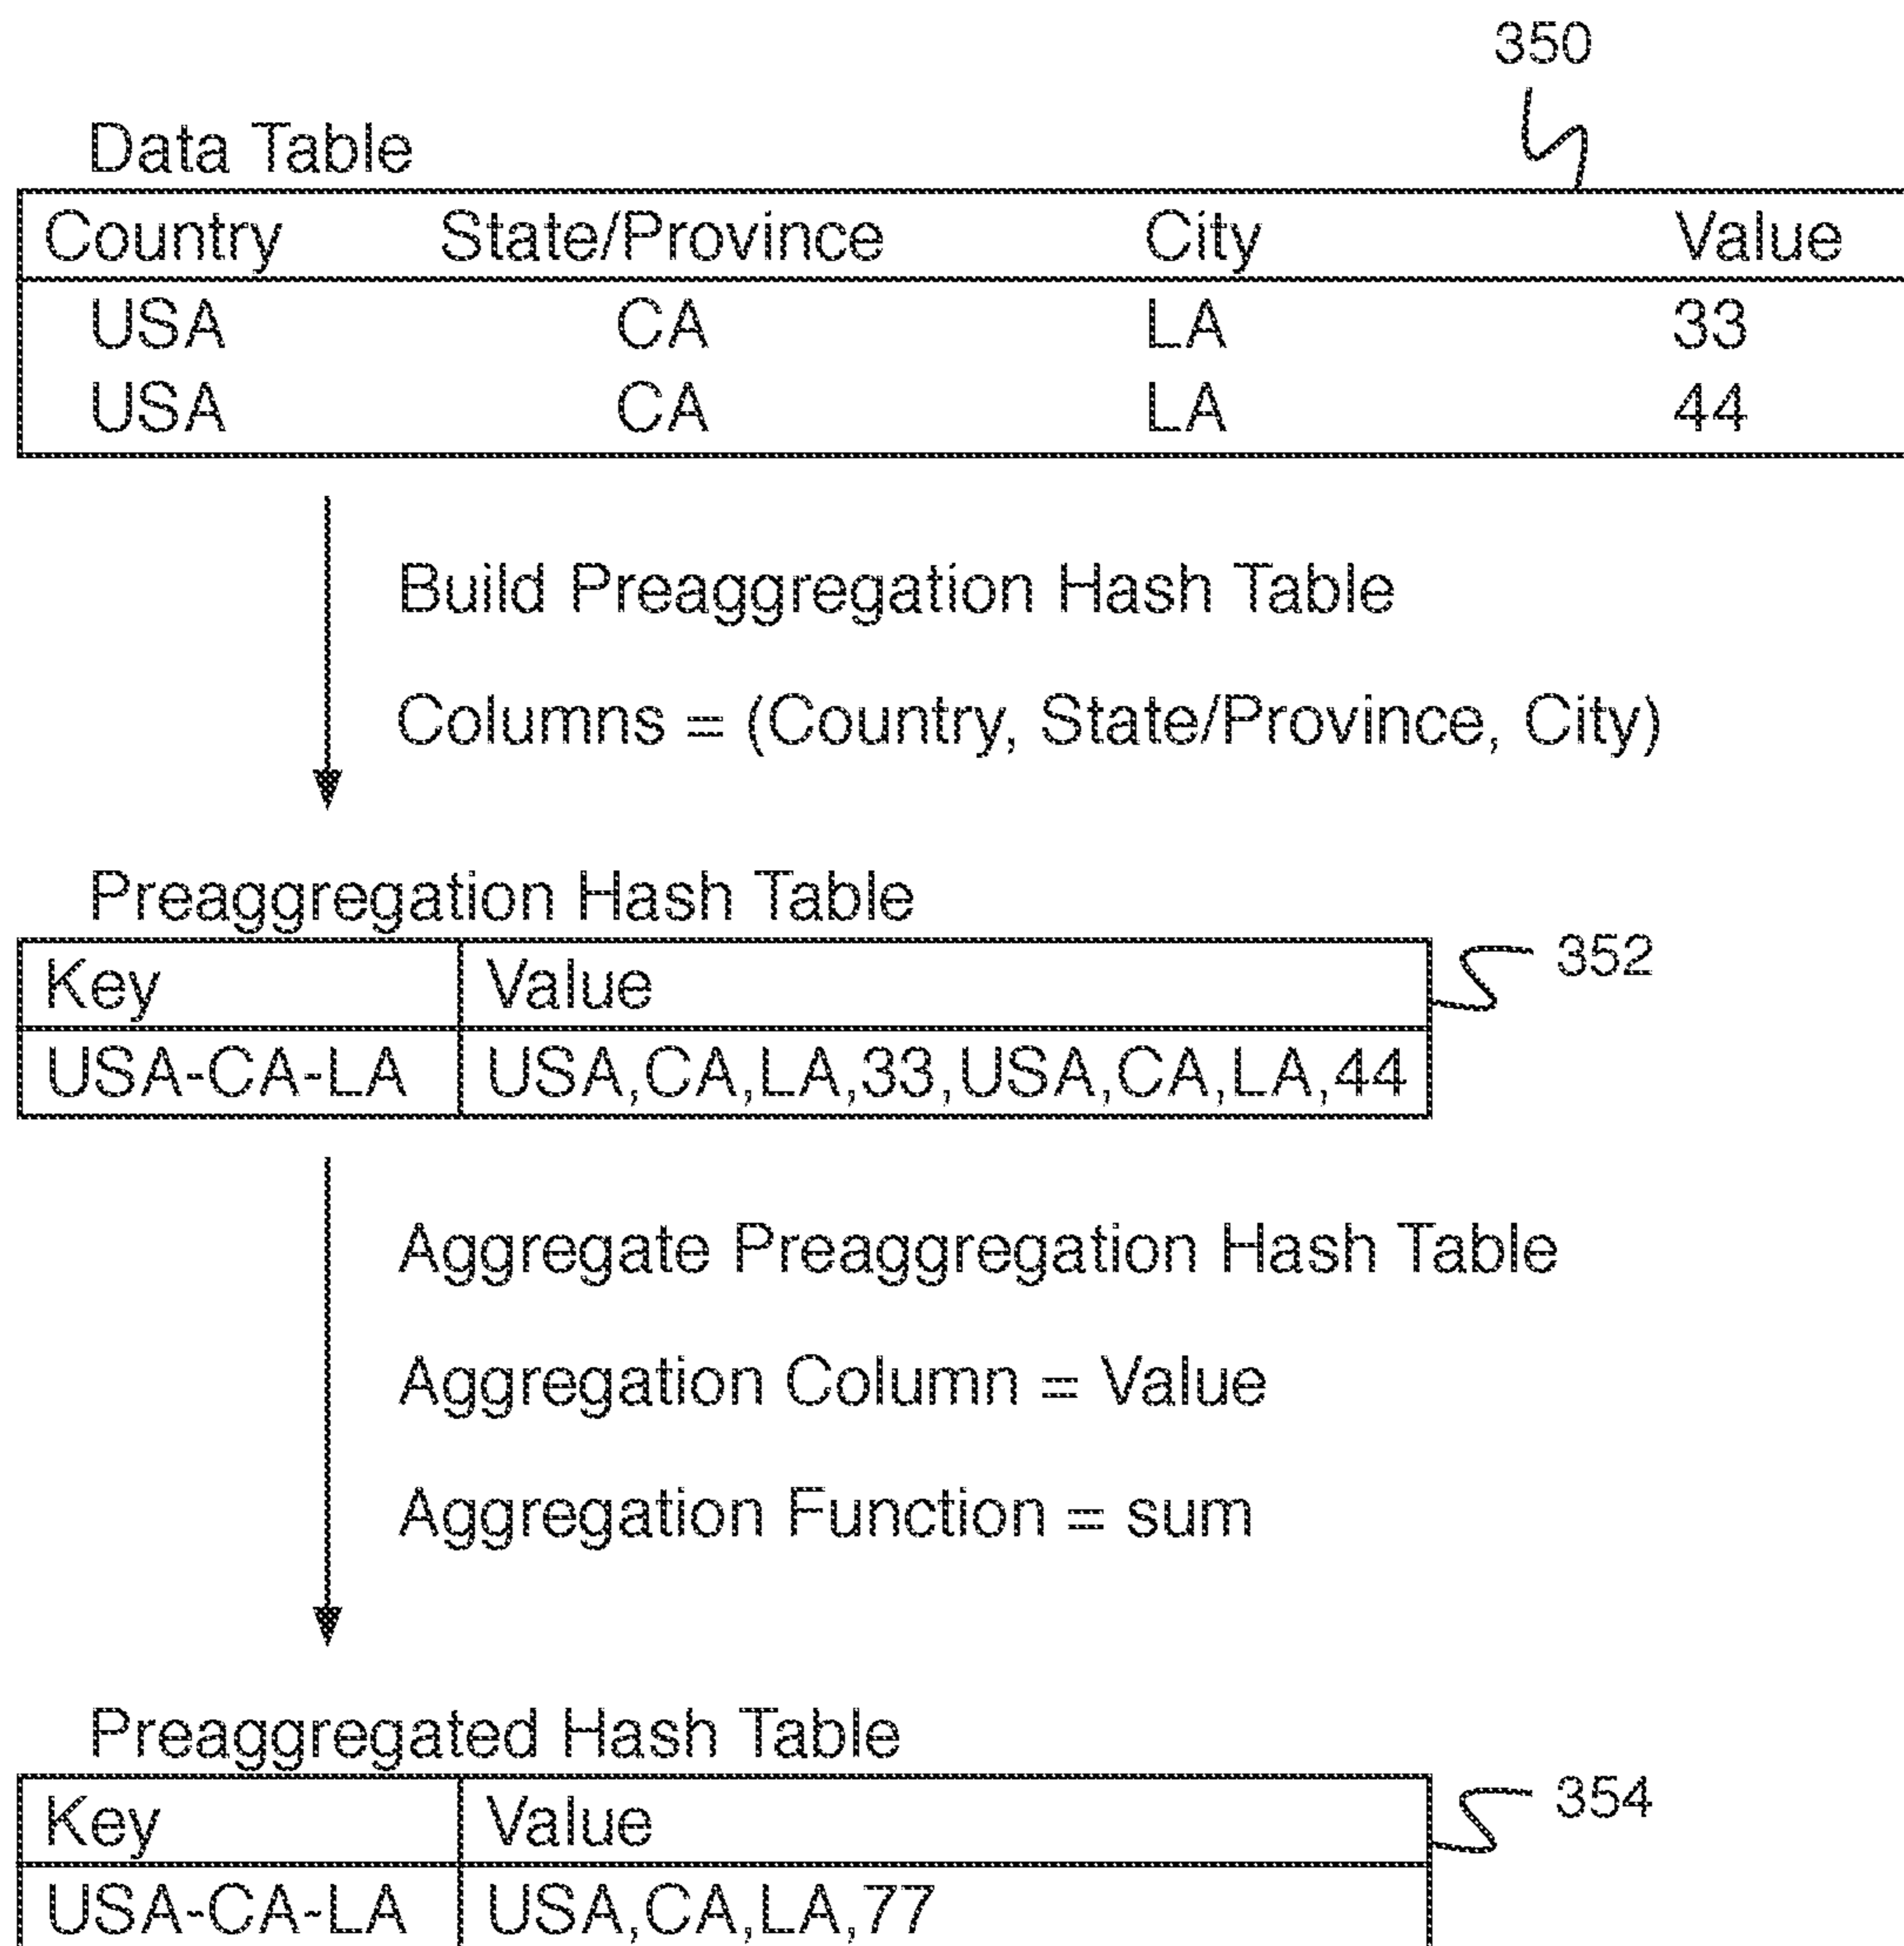 350
Data Table
Country State/Province City Value
USA CA LA 33
USA CA LA 44
Build Preaggregation Hash Table
Columns = (Country, State/Province, City)
Preaggregation Hash Table
352
Key Value
USA-CA-LA USA,CA,LA,33,USA,CA,LA,44
Aggregate Preaggregation Hash Table
Aggregation Column = Value
Aggregation Function = sum
Preaggregated Hash Table
354
Key Value
USA-CA-LA USA,CA,LA,77